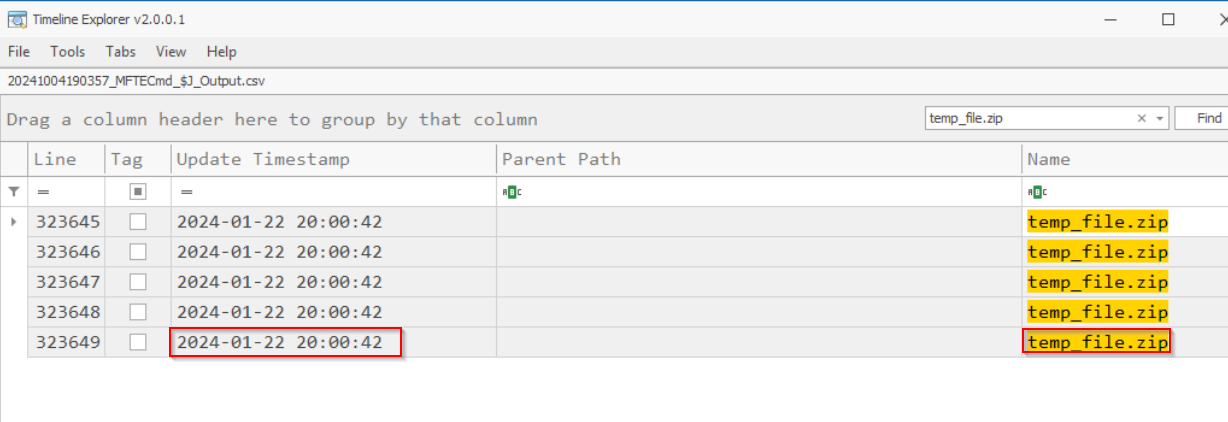 Timeline Explorer v2.0.0.1
File Tools Tabs View Help
20241004190357_MFTECmd_$J_Output.csv
Drag a column header here to group by that column temp_file.zip Find
Line Tag Update Timestamp Parent Path Name
= = ABC ABC
323645 2024-01-22 20:00:42 temp_file.zip
323646 2024-01-22 20:00:42 temp_file.zip
323647 2024-01-22 20:00:42 temp_file.zip
323648 2024-01-22 20:00:42 temp_file.zip
323649 2024-01-22 20:00:42 temp_file.zip